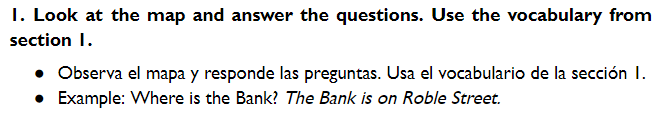 1. Look at the map and answer the questions. Use the vocabulary from
section 1.
● Observa el mapa y responde las preguntas. Usa el vocabulario de la sección 1.
● Example: Where is the Bank? The Bank is on Roble Street.